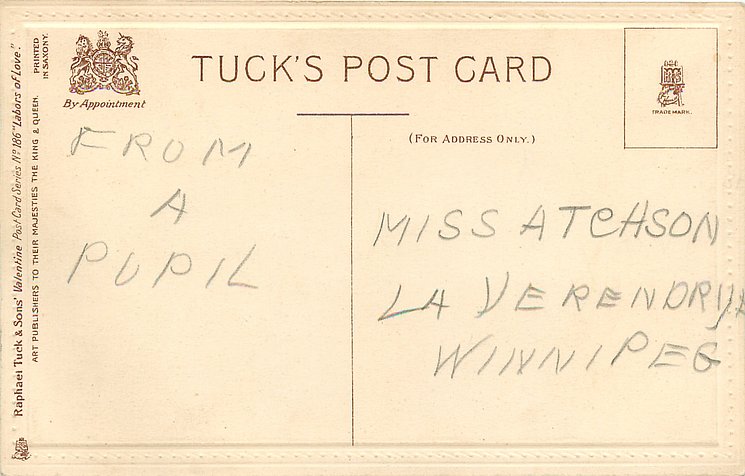 Raphael Tuck & Sons' Valentine Post Card Series Nº 186 "Labors of Love".
PRINTED
IN SAXONY.
ART PUBLISHERS TO THEIR MAJESTIES THE KING & QUEEN.
By Appointment
TUCK'S POST CARD
(FOR ADDRESS ONLY.)
TRADE MARK.
FROM
A
PUPIL
MISS ATCHSON
LA VERENDRYE
WINNIPEG